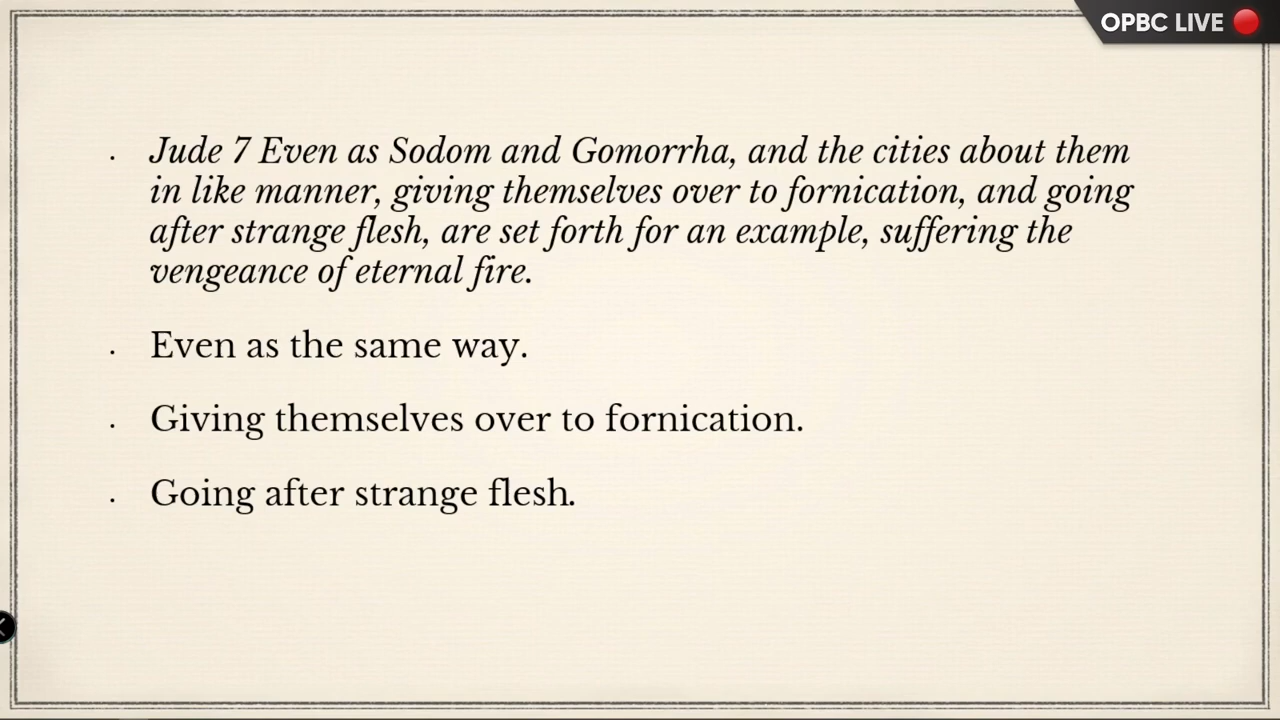 OPBC LIVE
Jude 7 Even as Sodom and Gomorrha, and the cities about them
in like manner, giving themselves over to fornication, and going
after strange flesh, are set forth for an example, suffering the
vengeance of eternal fire.
Even as the same way.
Giving themselves over to fornication.
Going after strange flesh.